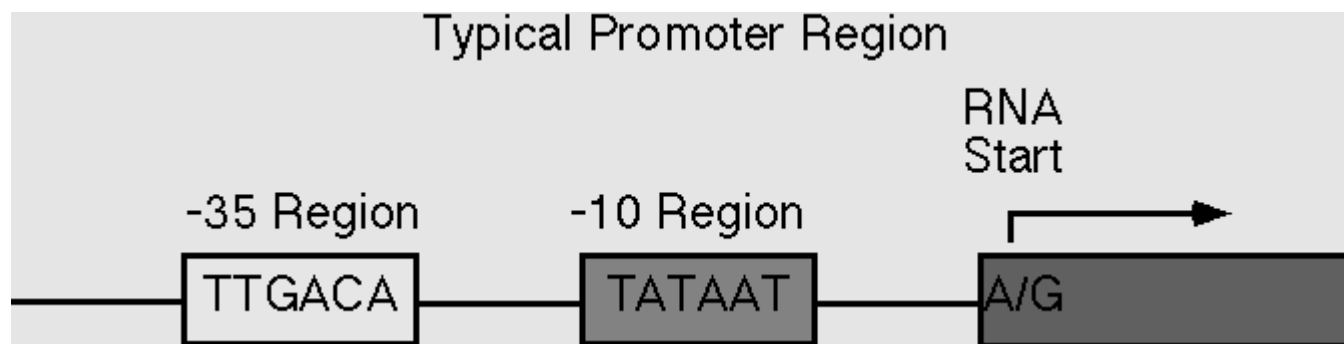 Typical Promoter Region
RNA
Start
-35 Region
-10 Region
TTGACA
TATAAT
A/G